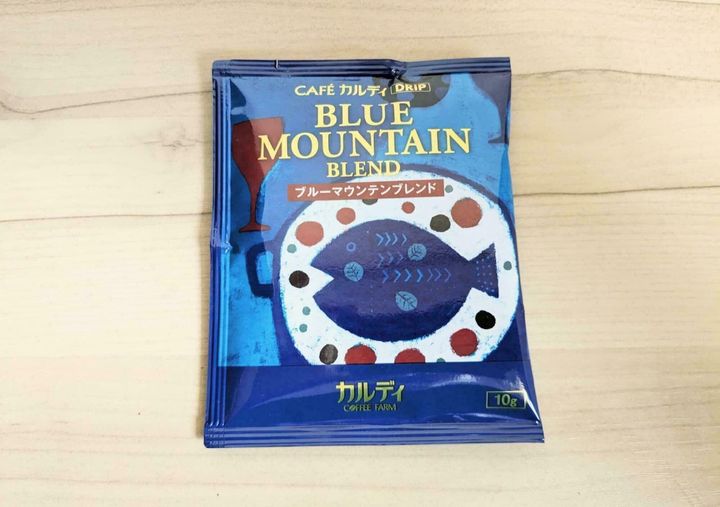 CAFÉ カルディ DRIP
BLUE
MOUNTAIN
BLEND
ブルーマウンテンブレンド
カルディ
COFFEE FARM
10g